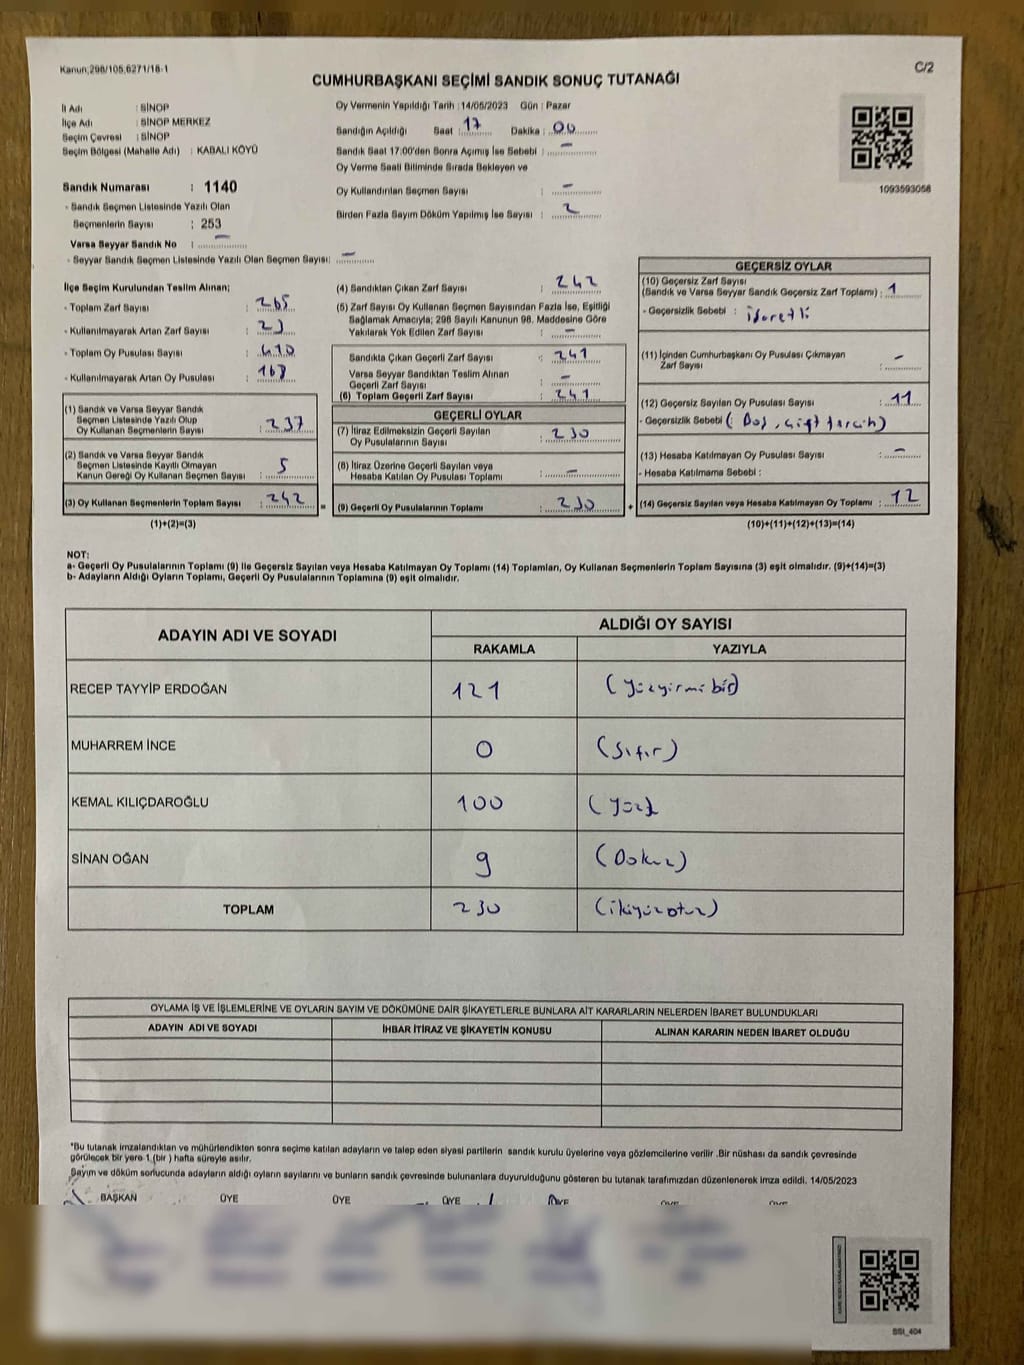 Kanun;298/105,6271/18-1
C/2
CUMHURBAŞKANI SEÇİMİ SANDIK SONUÇ TUTANAĞI
İl Adı : SİNOP
İlçe Adı : SİNOP MERKEZ
Seçim Çevresi : SİNOP
Seçim Bölgesi (Mahalle Adı) : KABALI KÖYÜ
Sandık Numarası : 1140
- Sandık Seçmen Listesinde Yazılı Olan
Seçmenlerin Sayısı : 253
Varsa Seyyar Sandık No : –
- Seyyar Sandık Seçmen Listesinde Yazılı Olan Seçmen Sayısı: –
Oy Vermenin Yapıldığı Tarih : 14/05/2023 Gün : Pazar
Sandığın Açıldığı Saat : 17 Dakika : 00
Sandık Saat 17:00'den Sonra Açımış İse Sebebi : –
Oy Verme Saati Bitiminde Sırada Bekleyen ve
Oy Kullandırılan Seçmen Sayısı : –
Birden Fazla Sayım Döküm Yapılmış İse Sayısı : 2
1093593056
İlçe Seçim Kurulundan Teslim Alınan;
- Toplam Zarf Sayısı : 265
- Kullanılmayarak Artan Zarf Sayısı : 23
- Toplam Oy Pusulası Sayısı : 410
- Kullanılmayarak Artan Oy Pusulası : 168
(1) Sandık ve Varsa Seyyar Sandık
Seçmen Listesinde Yazılı Olup
Oy Kullanan Seçmenlerin Sayısı : 237
(2) Sandık ve Varsa Seyyar Sandık
Seçmen Listesinde Kayıtlı Olmayan
Kanun Gereği Oy Kullanan Seçmen Sayısı : 5
(3) Oy Kullanan Seçmenlerin Toplam Sayısı : 242
(1)+(2)=(3)
(4) Sandıktan Çıkan Zarf Sayısı : 242
(5) Zarf Sayısı Oy Kullanan Seçmen Sayısından Fazla İse, Eşitliği
Sağlamak Amacıyla; 298 Sayılı Kanunun 98. Maddesine Göre
Yakılarak Yok Edilen Zarf Sayısı : –
Sandıkta Çıkan Geçerli Zarf Sayısı : 241
Varsa Seyyar Sandıktan Teslim Alınan
Geçerli Zarf Sayısı : –
(6) Toplam Geçerli Zarf Sayısı : 241
GEÇERLİ OYLAR
(7) İtiraz Edilmeksizin Geçerli Sayılan
Oy Pusulalarının Sayısı : 230
(8) İtiraz Üzerine Geçerli Sayılan veya
Hesaba Katılan Oy Pusulası Toplamı : –
= (9) Geçerli Oy Pusulalarının Toplamı : 230 +
GEÇERSİZ OYLAR
(10) Geçersiz Zarf Sayısı
(Sandık ve Varsa Seyyar Sandık Geçersiz Zarf Toplamı) : 1
- Geçersizlik Sebebi : işaretli
(11) İçinden Cumhurbaşkanı Oy Pusulası Çıkmayan
Zarf Sayısı : –
(12) Geçersiz Sayılan Oy Pusulası Sayısı : 11
- Geçersizlik Sebebi : (Boş, çift tercih)
(13) Hesaba Katılmayan Oy Pusulası Sayısı : –
- Hesaba Katılmama Sebebi :
(14) Geçersiz Sayılan veya Hesaba Katılmayan Oy Toplamı : 12
(10)+(11)+(12)+(13)=(14)
NOT:
a- Geçerli Oy Pusulalarının Toplamı (9) ile Geçersiz Sayılan veya Hesaba Katılmayan Oy Toplamı (14) Toplamları, Oy Kullanan Seçmenlerin Toplam Sayısına (3) eşit olmalıdır. (9)+(14)=(3)
b- Adayların Aldığı Oyların Toplamı, Geçerli Oy Pusulalarının Toplamına (9) eşit olmalıdır.
ADAYIN ADI VE SOYADI
ALDIĞI OY SAYISI
RAKAMLA YAZIYLA
RECEP TAYYİP ERDOĞAN 121 (Yüzyirmibir)
MUHARREM İNCE 0 (Sıfır)
KEMAL KILIÇDAROĞLU 100 (Yüz)
SİNAN OĞAN 9 (Dokuz)
TOPLAM 230 (ikiyüzotuz)
OYLAMA İŞ VE İŞLEMLERİNE VE OYLARIN SAYIM VE DÖKÜMÜNE DAİR ŞİKAYETLERLE BUNLARA AİT KARARLARIN NELERDEN İBARET BULUNDUKLARI
ADAYIN ADI VE SOYADI İHBAR İTİRAZ VE ŞİKAYETİN KONUSU ALINAN KARARIN NEDEN İBARET OLDUĞU
*Bu tutanak imzalandıktan ve mühürlendikten sonra seçime katılan adayların ve talep eden siyasi partilerin sandık kurulu üyelerine veya gözlemcilerine verilir .Bir nüshası da sandık çevresinde
görülecek bir yere 1 (bir ) hafta süreyle asılır.
Sayım ve döküm sonucunda adayların aldığı oyların sayılarını ve bunların sandık çevresinde bulunanlara duyurulduğunu gösteren bu tutanak tarafımızdan düzenlenerek imza edildi. 14/05/2023
BAŞKAN ÜYE ÜYE ÜYE
SSI_404